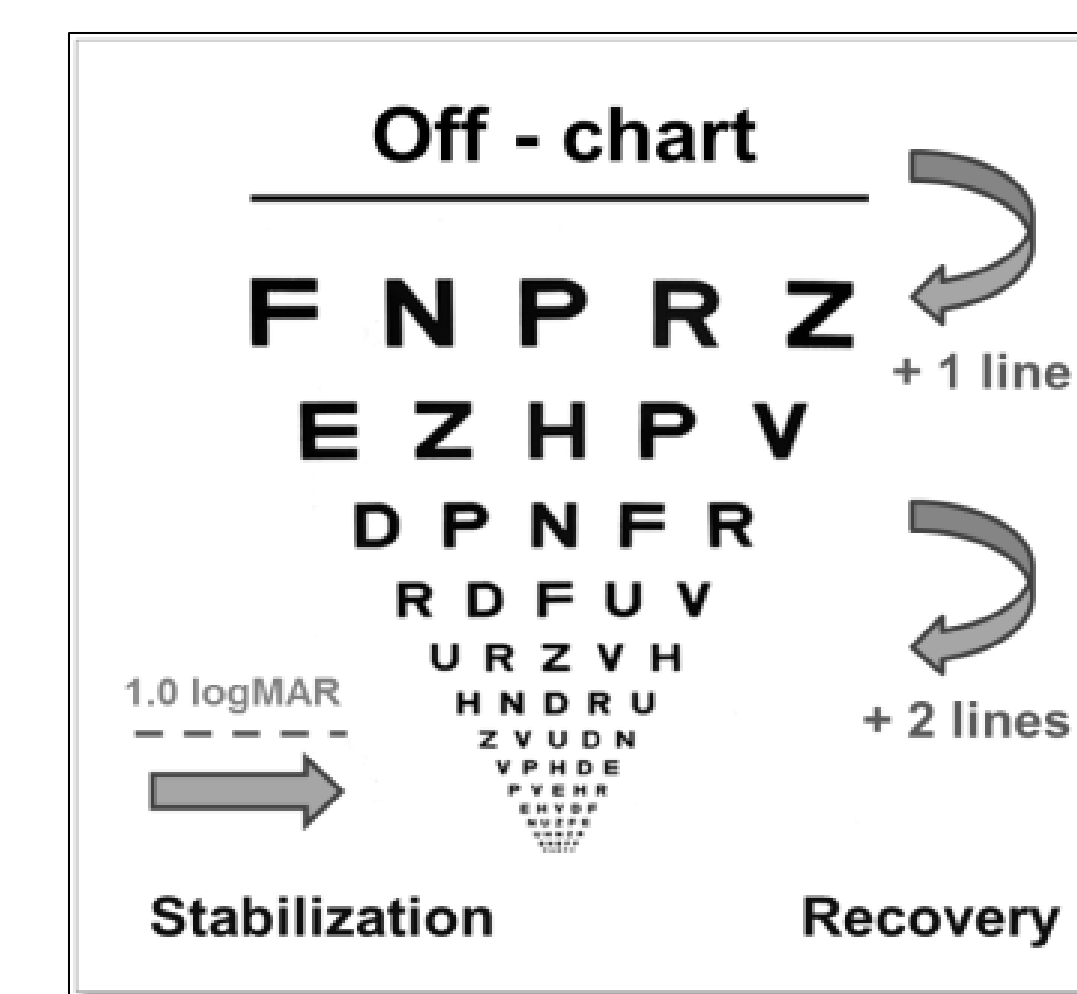 Off - chart
F N P R Z
+ 1 line
E Z H P V
D P N F R
R D F U V
U R Z V H
1.0 logMAR
H N D R U
+ 2 lines
Z V U D N
V P H D E
P V E H R
Stabilization
Recovery